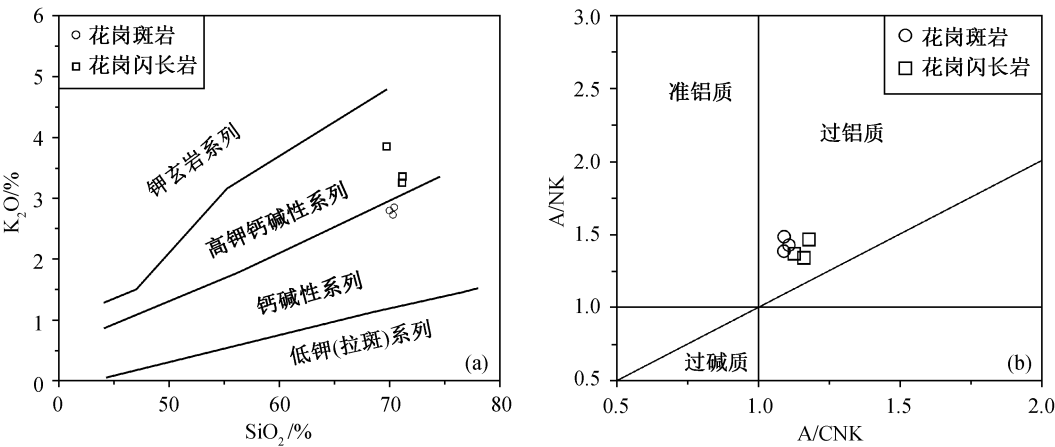 6
5
4
3
2
1
0
K₂O/%
花岗斑岩
花岗闪长岩
钾玄岩系列
高钾钙碱性系列
钙碱性系列
低钾(拉斑)系列
(a)
0
50
60
70
80
SiO₂/%
3.0
2.5
2.0
1.5
1.0
0.5
A/NK
花岗斑岩
花岗闪长岩
准铝质
过铝质
过碱质
(b)
0.5
1.0
1.5
2.0
A/CNK